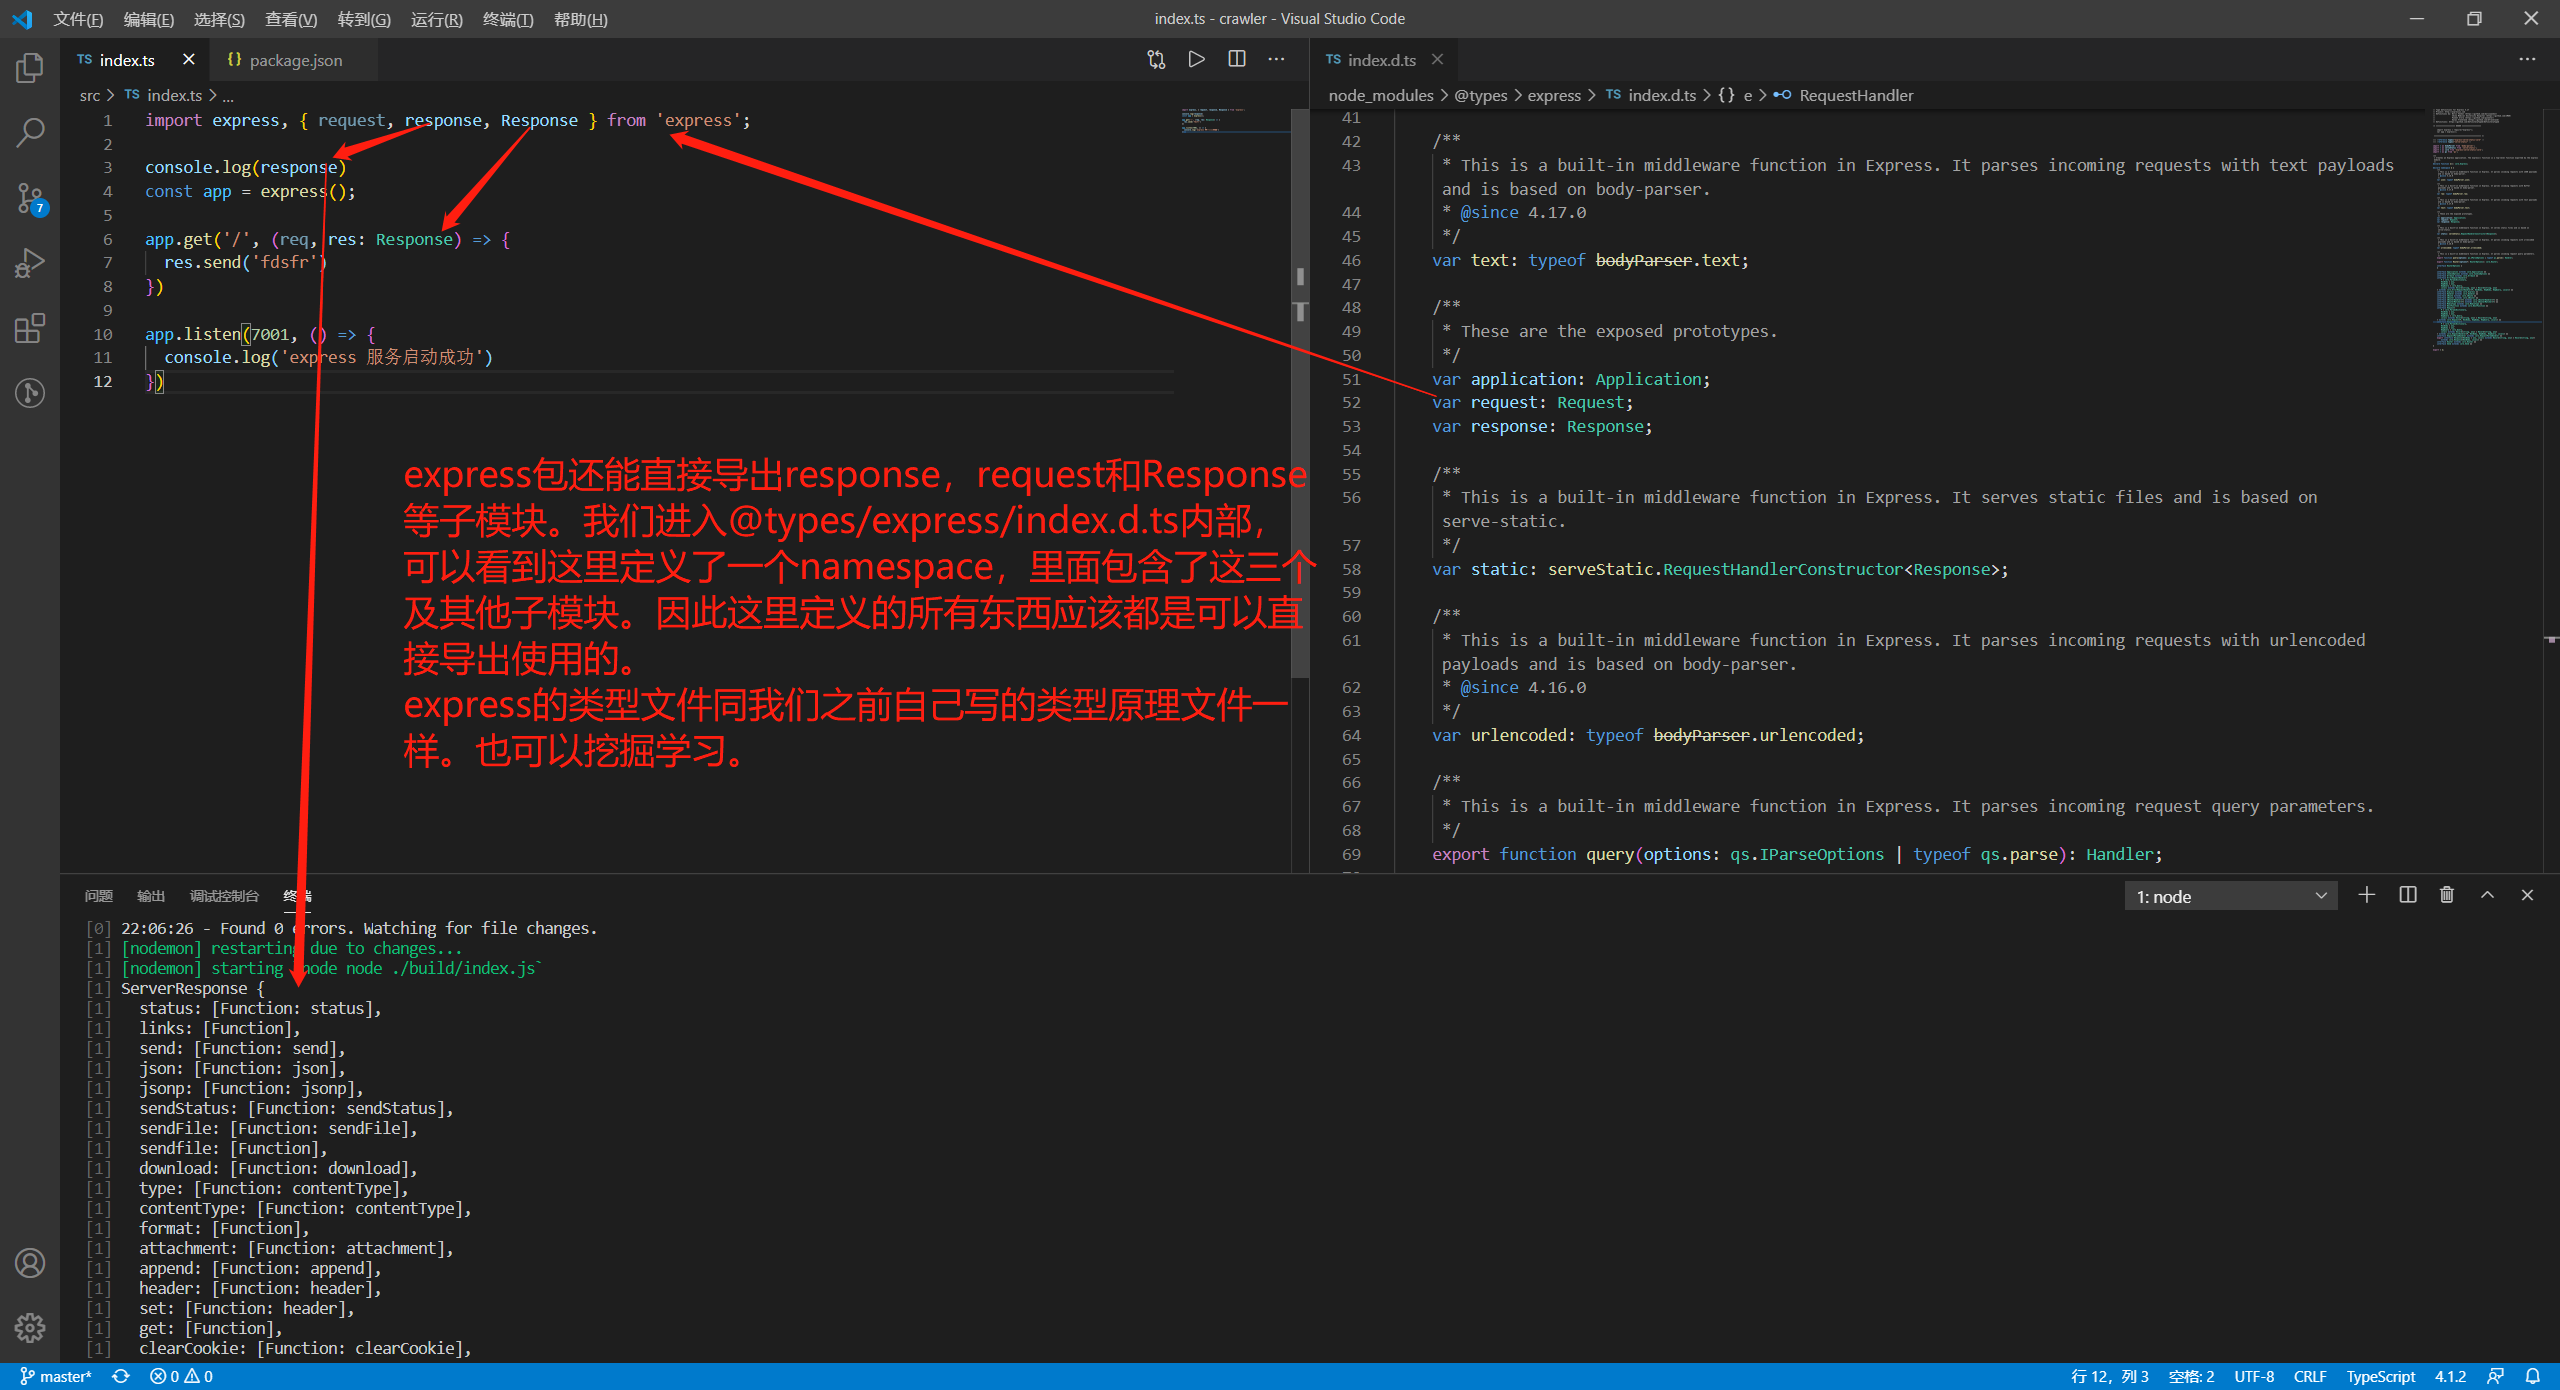 文件(F) 编辑(E) 选择(S) 查看(V) 转到(G) 运行(R) 终端(T) 帮助(H)
index.ts - crawler - Visual Studio Code
TS index.ts
{} package.json
src > TS index.ts > ...
1 import express, { request, response, Response } from 'express';
2
3 console.log(response)
4 const app = express();
5
6 app.get('/', (req, res: Response) => {
7 res.send('fdsfr')
8 })
9
10 app.listen(7001, () => {
11 console.log('express 服务启动成功')
12 })
express包还能直接导出response，request和Response
等子模块。我们进入@types/express/index.d.ts内部，
可以看到这里定义了一个namespace，里面包含了这三个
及其他子模块。因此这里定义的所有东西应该都是可以直
接导出使用的。
express的类型文件同我们之前自己写的类型原理文件一
样。也可以挖掘学习。
TS index.d.ts
node_modules > @types > express > TS index.d.ts > {} e > RequestHandler
41
42 /**
43 * This is a built-in middleware function in Express. It parses incoming requests with text payloads
and is based on body-parser.
44 * @since 4.17.0
45 */
46 var text: typeof bodyParser.text;
47
48 /**
49 * These are the exposed prototypes.
50 */
51 var application: Application;
52 var request: Request;
53 var response: Response;
54
55 /**
56 * This is a built-in middleware function in Express. It serves static files and is based on
serve-static.
57 */
58 var static: serveStatic.RequestHandlerConstructor<Response>;
59
60 /**
61 * This is a built-in middleware function in Express. It parses incoming requests with urlencoded
payloads and is based on body-parser.
62 * @since 4.16.0
63 */
64 var urlencoded: typeof bodyParser.urlencoded;
65
66 /**
67 * This is a built-in middleware function in Express. It parses incoming request query parameters.
68 */
69 export function query(options: qs.IParseOptions | typeof qs.parse): Handler;
问题 输出 调试控制台 终端
1: node
[0] 22:06:26 - Found 0 errors. Watching for file changes.
[1] [nodemon] restarting due to changes...
[1] [nodemon] starting `node node ./build/index.js`
[1] ServerResponse {
[1] status: [Function: status],
[1] links: [Function],
[1] send: [Function: send],
[1] json: [Function: json],
[1] jsonp: [Function: jsonp],
[1] sendStatus: [Function: sendStatus],
[1] sendFile: [Function: sendFile],
[1] sendfile: [Function],
[1] download: [Function: download],
[1] type: [Function: contentType],
[1] contentType: [Function: contentType],
[1] format: [Function],
[1] attachment: [Function: attachment],
[1] append: [Function: append],
[1] header: [Function: header],
[1] set: [Function: header],
[1] get: [Function],
[1] clearCookie: [Function: clearCookie],
7
master* 0 0
行 12，列 3 空格: 2 UTF-8 CRLF TypeScript 4.1.2